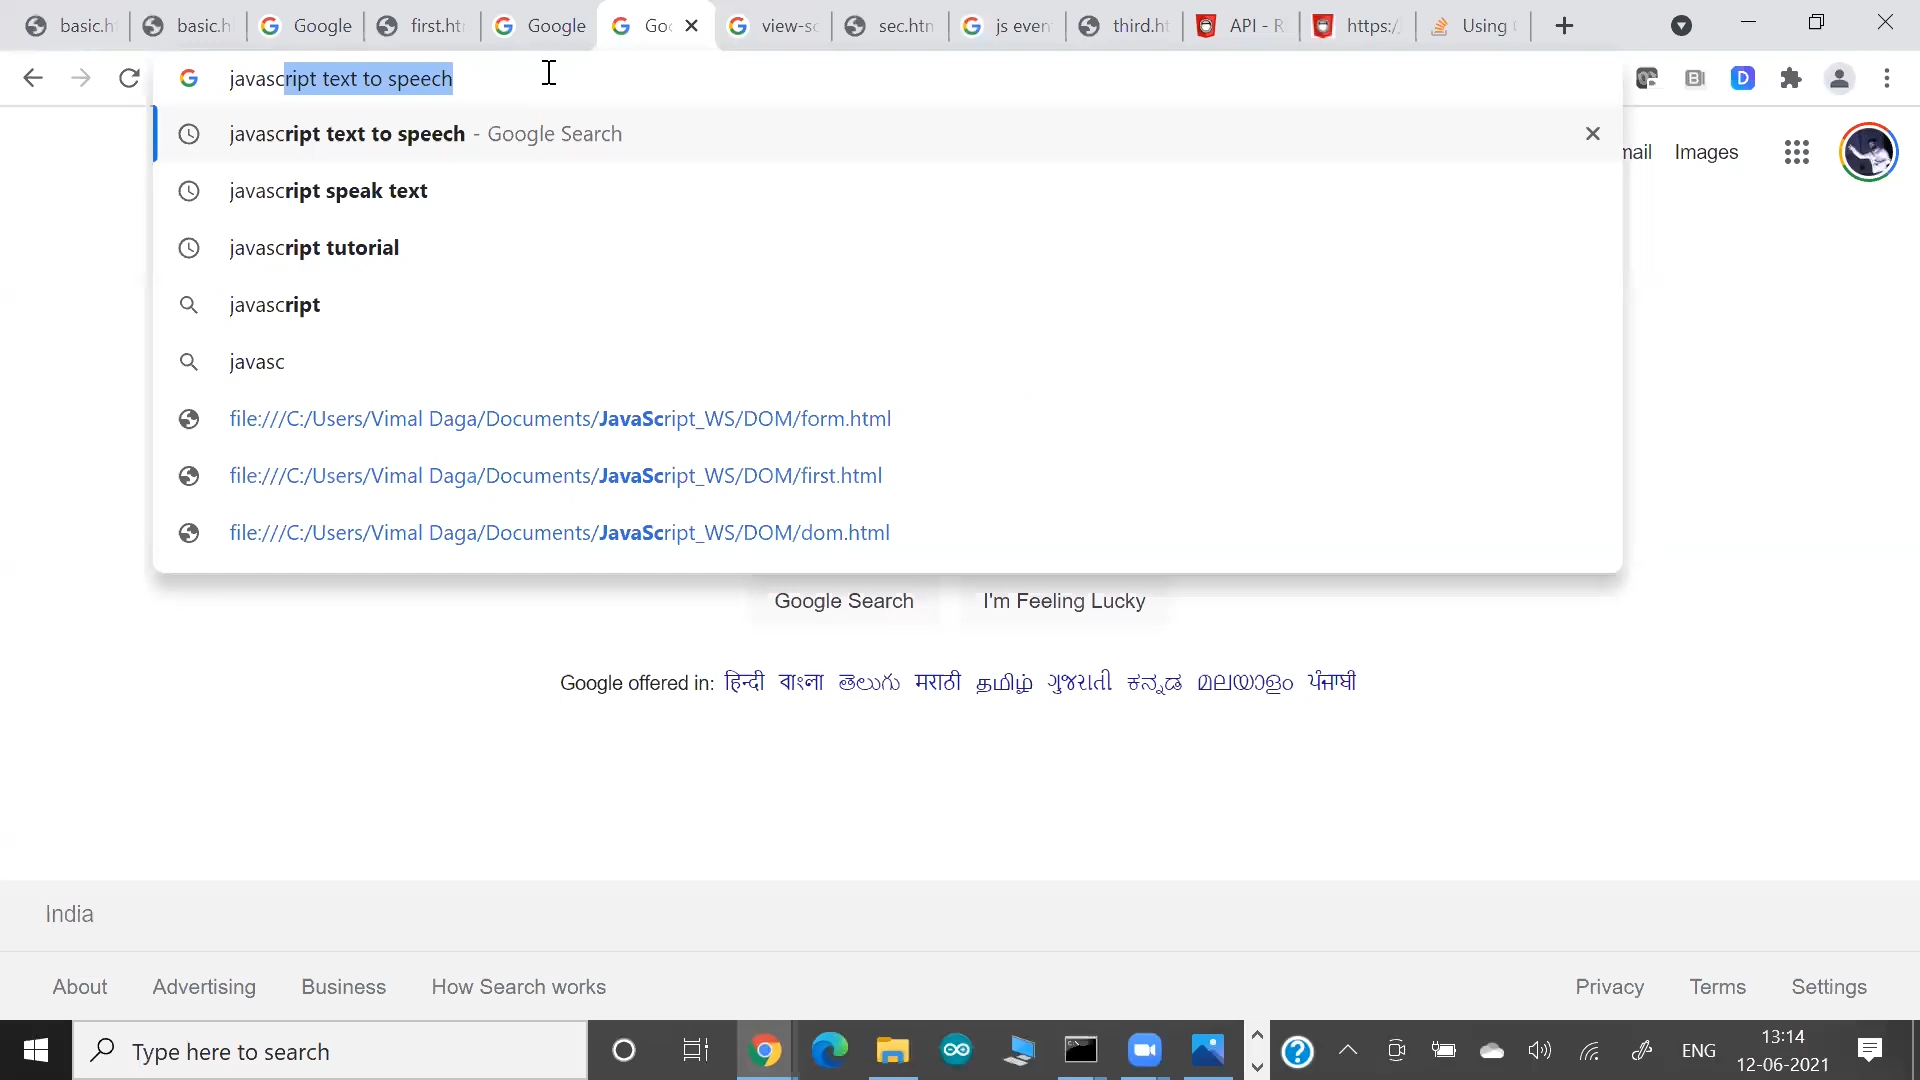 basic.h
basic.h
Google
first.ht
Google
Goo
view-so
sec.htm
js even
third.ht
API - R
https:/
Using
javascript text to speech
javascript text to speech - Google Search
javascript speak text
javascript tutorial
javascript
javasc
file:///C:/Users/Vimal Daga/Documents/JavaScript_WS/DOM/form.html
file:///C:/Users/Vimal Daga/Documents/JavaScript_WS/DOM/first.html
file:///C:/Users/Vimal Daga/Documents/JavaScript_WS/DOM/dom.html
mail Images
Google Search I'm Feeling Lucky
Google offered in: हिन्दी বাংলা తెలుగు मराठी தமிழ் ગુજરાતી ಕನ್ನಡ മലയാളം ਪੰਜਾਬੀ
India
About Advertising Business How Search works Privacy Terms Settings
Type here to search
ENG
13:14
12-06-2021